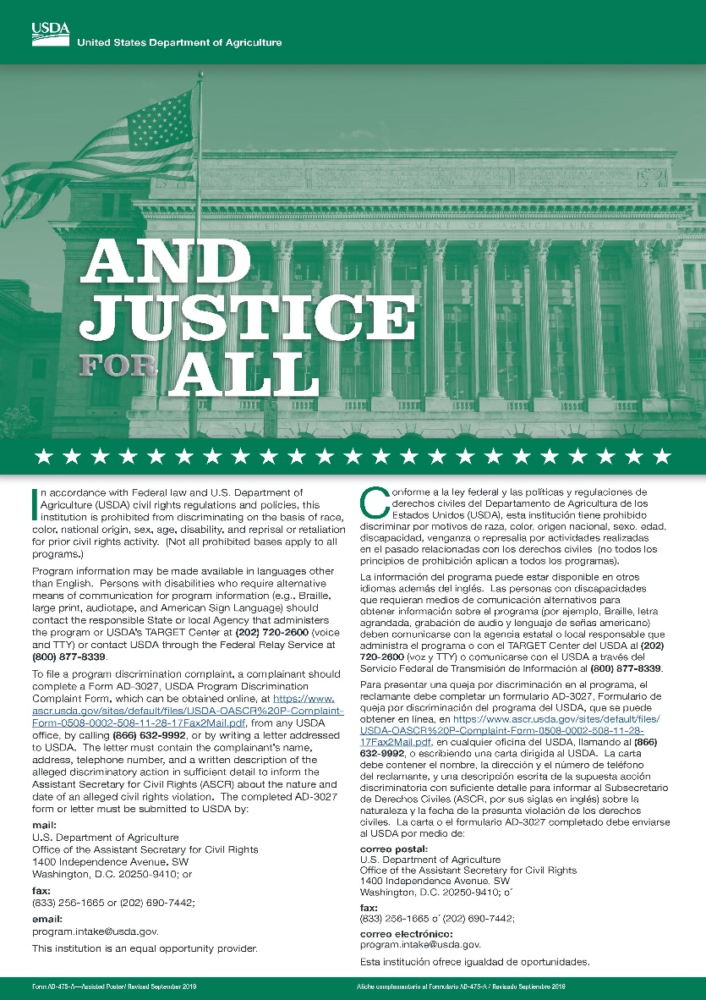 USDA
United States Department of Agriculture
UNITED STATES DEPARTMENT OF AGRICULTURE
AND
JUSTICE
FOR ALL
In accordance with Federal law and U.S. Department of
Agriculture (USDA) civil rights regulations and policies, this
institution is prohibited from discriminating on the basis of race,
color, national origin, sex, age, disability, and reprisal or retaliation
for prior civil rights activity. (Not all prohibited bases apply to all
programs.)
Program information may be made available in languages other
than English. Persons with disabilities who require alternative
means of communication for program information (e.g., Braille,
large print, audiotape, and American Sign Language) should
contact the responsible State or local Agency that administers
the program or USDA's TARGET Center at (202) 720-2600 (voice
and TTY) or contact USDA through the Federal Relay Service at
(800) 877-8339.
To file a program discrimination complaint, a complainant should
complete a Form AD-3027, USDA Program Discrimination
Complaint Form, which can be obtained online, at https://www.
ascr.usda.gov/sites/default/files/USDA-OASCR%20P-Complaint-
Form-0508-0002-508-11-28-17Fax2Mail.pdf, from any USDA
office, by calling (866) 632-9992, or by writing a letter addressed
to USDA. The letter must contain the complainant's name,
address, telephone number, and a written description of the
alleged discriminatory action in sufficient detail to inform the
Assistant Secretary for Civil Rights (ASCR) about the nature and
date of an alleged civil rights violation. The completed AD-3027
form or letter must be submitted to USDA by:
mail:
U.S. Department of Agriculture
Office of the Assistant Secretary for Civil Rights
1400 Independence Avenue, SW
Washington, D.C. 20250-9410; or
fax:
(833) 256-1665 or (202) 690-7442;
email:
program.intake@usda.gov.
This institution is an equal opportunity provider.
Conforme a la ley federal y las políticas y regulaciones de
derechos civiles del Departamento de Agricultura de los
Estados Unidos (USDA), esta institución tiene prohibido
discriminar por motivos de raza, color, origen nacional, sexo, edad,
discapacidad, venganza o represalia por actividades realizadas
en el pasado relacionadas con los derechos civiles (no todos los
principios de prohibición aplican a todos los programas).
La información del programa puede estar disponible en otros
idiomas además del inglés. Las personas con discapacidades
que requieran medios de comunicación alternativos para
obtener información sobre el programa (por ejemplo, Braille, letra
agrandada, grabación de audio y lenguaje de señas americano)
deben comunicarse con la agencia estatal o local responsable que
administra el programa o con el TARGET Center del USDA al (202)
720-2600 (voz y TTY) o comunicarse con el USDA a través del
Servicio Federal de Transmisión de Información al (800) 877-8339.
Para presentar una queja por discriminación en el programa, el
reclamante debe completar un formulario AD-3027, Formulario de
queja por discriminación del programa del USDA, que se puede
obtener en línea, en https://www.ascr.usda.gov/sites/default/files/
USDA-OASCR%20P-Complaint-Form-0508-0002-508-11-28-
17Fax2Mail.pdf, en cualquier oficina del USDA, llamando al (866)
632-9992, o escribiendo una carta dirigida al USDA. La carta
debe contener el nombre, la dirección y el número de teléfono
del reclamante, y una descripción escrita de la supuesta acción
discriminatoria con suficiente detalle para informar al Subsecretario
de Derechos Civiles (ASCR, por sus siglas en inglés) sobre la
naturaleza y la fecha de la presunta violación de los derechos
civiles. La carta o el formulario AD-3027 completado debe enviarse
al USDA por medio de:
correo postal:
U.S. Department of Agriculture
Office of the Assistant Secretary for Civil Rights
1400 Independence Avenue, SW
Washington, D.C. 20250-9410; o´
fax:
(833) 256-1665 o´ (202) 690-7442;
correo electrónico:
program.intake@usda.gov.
Esta institución ofrece igualdad de oportunidades.
Form AD-475-A—Assisted Poster/ Revised September 2019
Afiche complementario al Formulario AD-475-A / Revisado Septiembre 2019